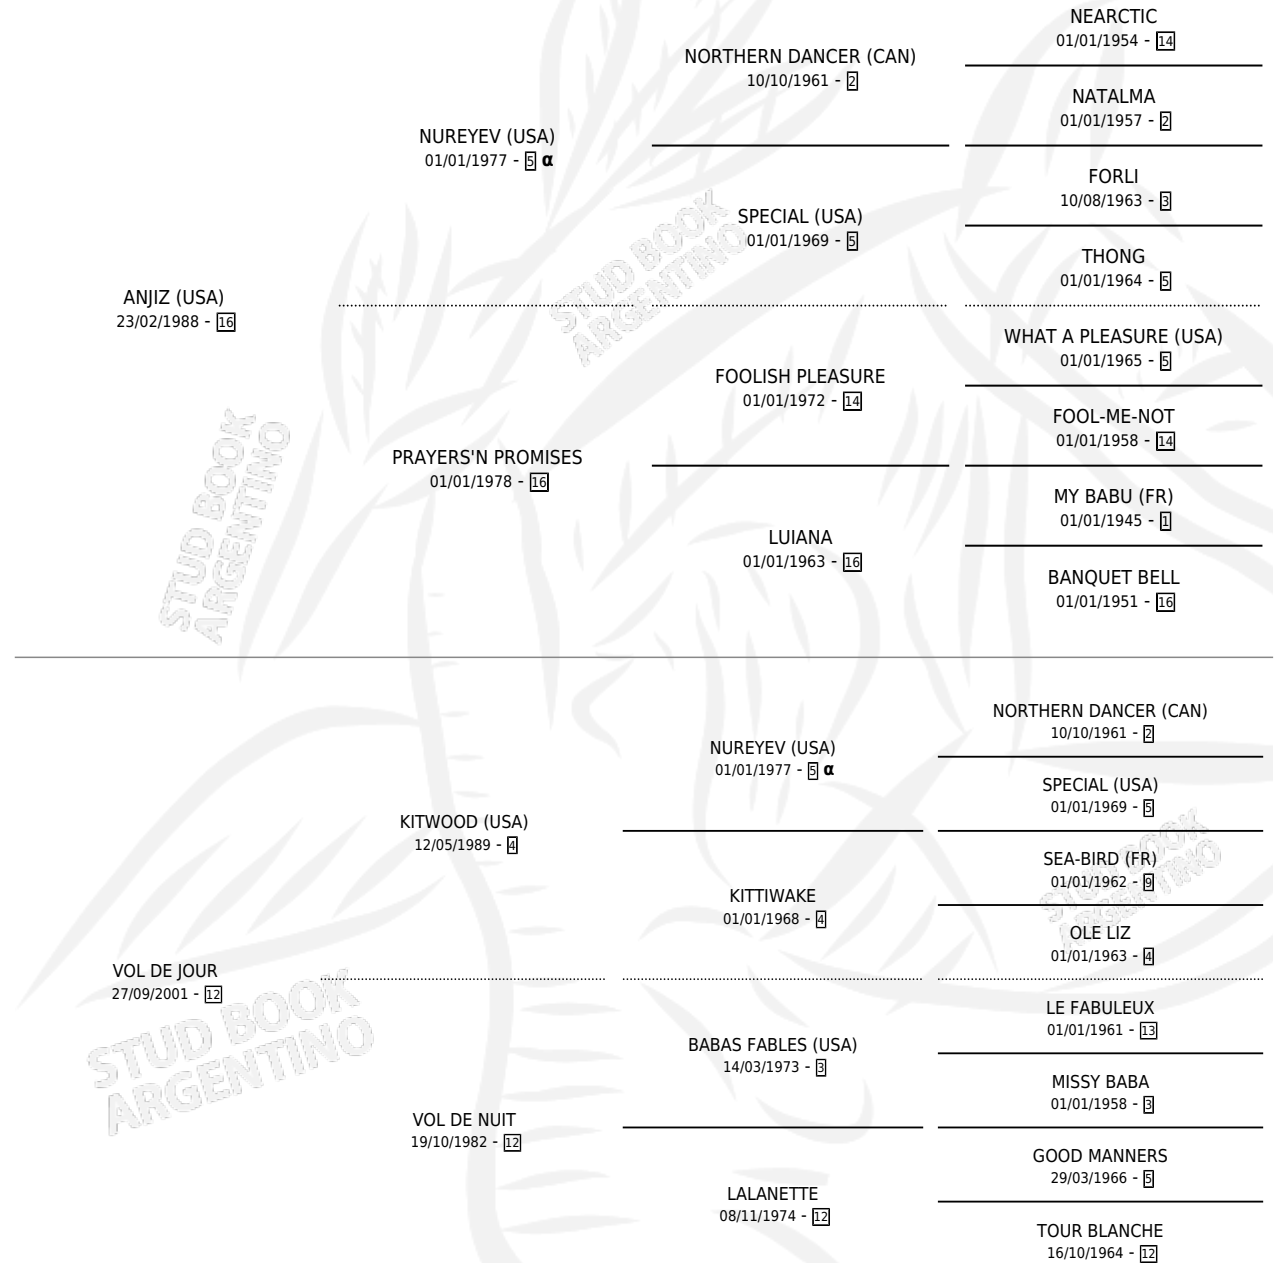 NEARCTIC
01/01/1954 - 14
NORTHERN DANCER (CAN)
10/10/1961 - 2
NATALMA
01/01/1957 - 2
NUREYEV (USA)
01/01/1977 - 5 α
FORLI
10/08/1963 - 3
SPECIAL (USA)
01/01/1969 - 5
THONG
01/01/1964 - 5
ANJIZ (USA)
23/02/1988 - 16
WHAT A PLEASURE (USA)
01/01/1965 - 5
FOOLISH PLEASURE
01/01/1972 - 14
FOOL-ME-NOT
01/01/1958 - 14
PRAYERS'N PROMISES
01/01/1978 - 16
MY BABU (FR)
01/01/1945 - 1
LUIANA
01/01/1963 - 16
BANQUET BELL
01/01/1951 - 16
NORTHERN DANCER (CAN)
10/10/1961 - 2
NUREYEV (USA)
01/01/1977 - 5 α
SPECIAL (USA)
01/01/1969 - 5
KITWOOD (USA)
12/05/1989 - 4
SEA-BIRD (FR)
01/01/1962 - 9
KITTIWAKE
01/01/1968 - 4
OLE LIZ
01/01/1963 - 4
VOL DE JOUR
27/09/2001 - 12
LE FABULEUX
01/01/1961 - 13
BABAS FABLES (USA)
14/03/1973 - 3
MISSY BABA
01/01/1958 - 3
VOL DE NUIT
19/10/1982 - 12
GOOD MANNERS
29/03/1966 - 5
LALANETTE
08/11/1974 - 12
TOUR BLANCHE
16/10/1964 - 12
STUD BOOK
ARGENTINO
STUD BOOK
ARGENTINO
STUD BOOK
ARGENTINO
STUD BOOK
ARGENTINO